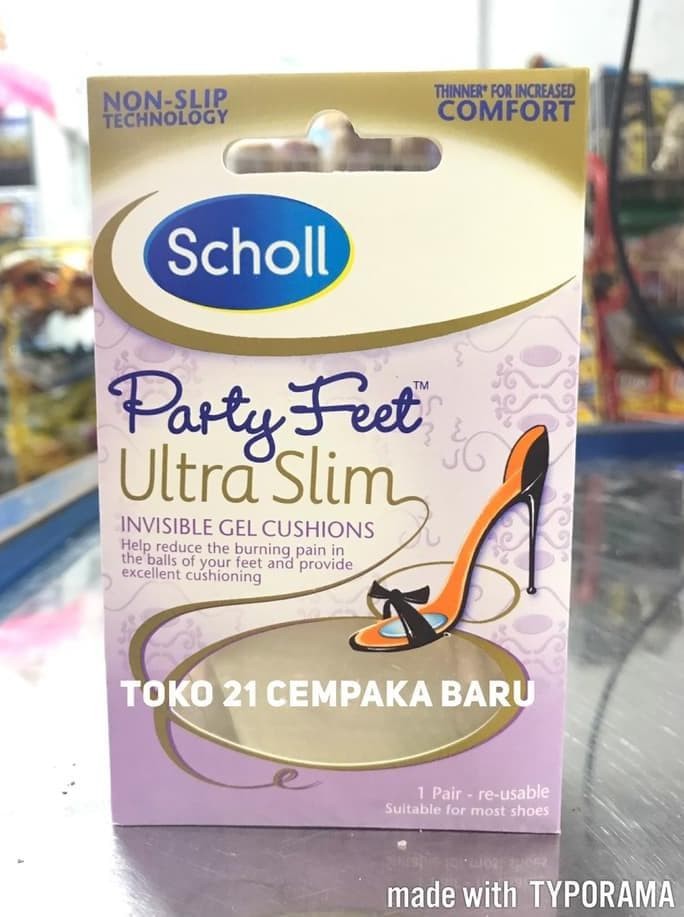 NON-SLIP
TECHNOLOGY
THINNER* FOR INCREASED
COMFORT
Scholl
Party Feet™
Ultra Slim
INVISIBLE GEL CUSHIONS
Help reduce the burning pain in
the balls of your feet and provide
excellent cushioning
TOKO 21 CEMPAKA BARU
1 Pair - re-usable
Suitable for most shoes
made with TYPORAMA